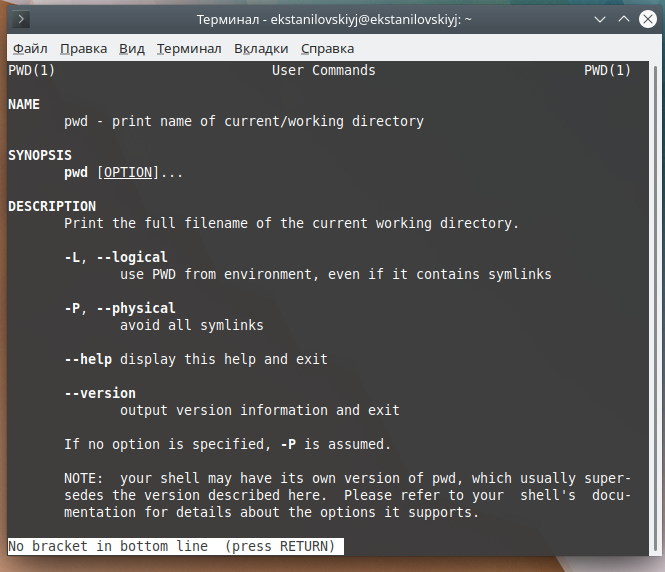 Терминал - ekstanilovskiyj@ekstanilovskiyj: ~
Файл Правка Вид Терминал Вкладки Справка
PWD(1) User Commands PWD(1)
NAME
pwd - print name of current/working directory
SYNOPSIS
pwd [OPTION]...
DESCRIPTION
Print the full filename of the current working directory.
-L, --logical
use PWD from environment, even if it contains symlinks
-P, --physical
avoid all symlinks
--help display this help and exit
--version
output version information and exit
If no option is specified, -P is assumed.
NOTE: your shell may have its own version of pwd, which usually super-
sedes the version described here. Please refer to your shell's docu-
mentation for details about the options it supports.
No bracket in bottom line (press RETURN)